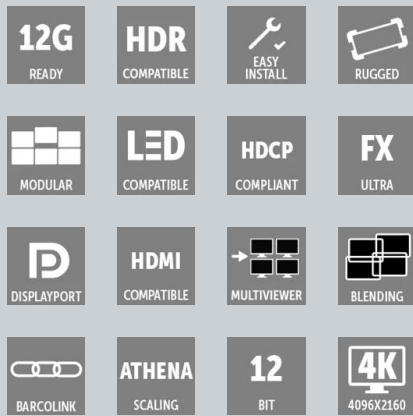 12G
READY
HDR
COMPATIBLE
EASY
INSTALL
RUGGED
MODULAR
LED
COMPATIBLE
HDCP
COMPLIANT
FX
ULTRA
DISPLAYPORT
HDMI
COMPATIBLE
MULTIVIEWER
BLENDING
BARCOLINK
ATHENA
SCALING
12
BIT
4K
4096X2160